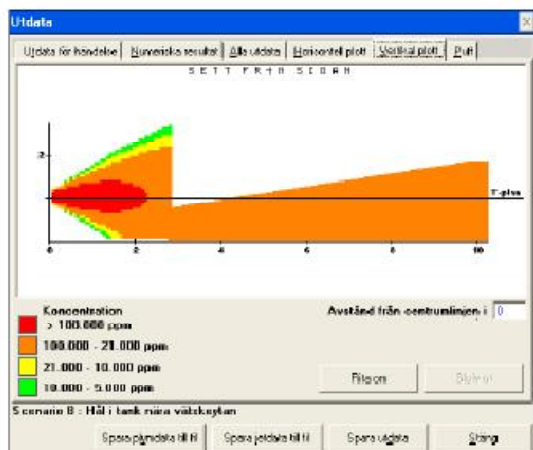 Utdata
Utdata för händelse Numeriska resultat Alla utdata Horisontell plott Vertikal plott Puff
SETT FRÅN SIDAN
2
0 2 4 6 8 10
Koncentration
> 100.000 ppm
100.000 - 21.000 ppm
21.000 - 10.000 ppm
10.000 - 5.000 ppm
Avstånd från centrumlinjen: 0
Rita om
Scenario B : Hål i tank nära vätskeytan
Spara plymdata till fil Spara jetdata till fil Spara utdata Stäng